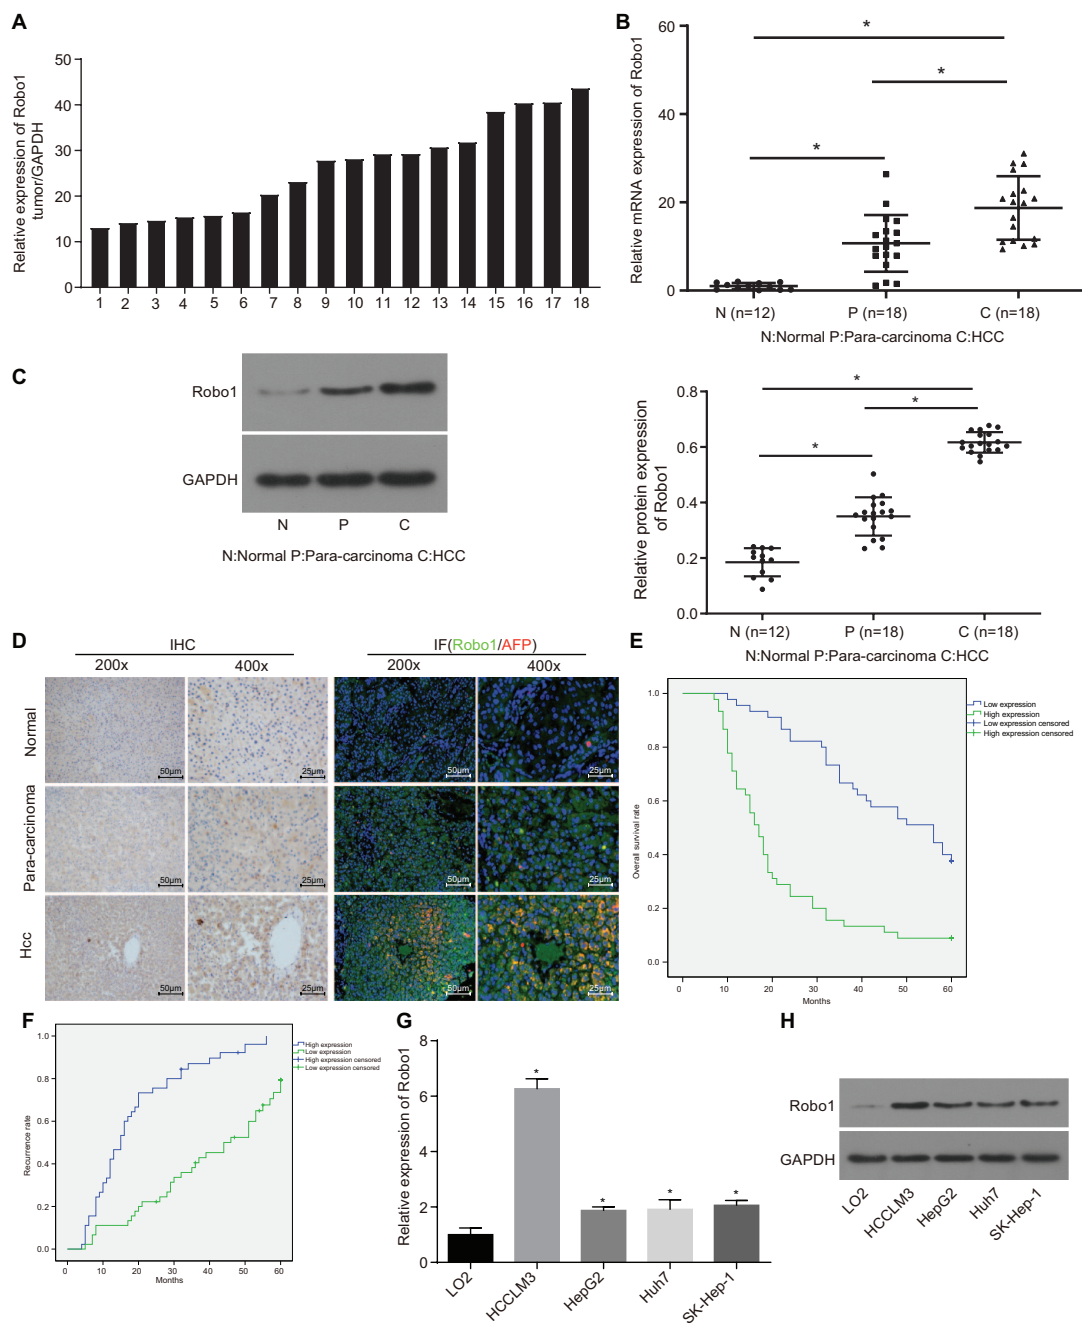 A
Relative expression of Robo1
tumor/GAPDH
50
40
30
20
10
0
1 2 3 4 5 6 7 8 9 10 11 12 13 14 15 16 17 18
B
Relative mRNA expression of Robo1
60
40
20
0
*
*
*
N (n=12) P (n=18) C (n=18)
N:Normal P:Para-carcinoma C:HCC
C
Robo1
GAPDH
N P C
N:Normal P:Para-carcinoma C:HCC
Relative protein expression
of Robo1
0.8
0.6
0.4
0.2
0.0
*
*
*
N (n=12) P (n=18) C (n=18)
N:Normal P:Para-carcinoma C:HCC
D
IHC IF(Robo1/AFP)
200x 400x 200x 400x
Normal
50μm 25μm 50μm 25μm
Para-carcinoma
50μm 25μm 50μm 25μm
Hcc
50μm 25μm 50μm 25μm
E
Overall survival rate
1.0
0.8
0.6
0.4
0.2
0.0
0 10 20 30 40 50 60
Months
Low expression
High expression
Low expression censored
High expression censored
F
Recurrence rate
1.0
0.8
0.6
0.4
0.2
0.0
0 10 20 30 40 50 60
Months
High expression
Low expression
High expression censored
Low expression censored
G
Relative expression of Robo1
8
6
4
2
0
* * * *
LO2 HCCLM3 HepG2 Huh7 SK-Hep-1
H
Robo1
GAPDH
LO2 HCCLM3 HepG2 Huh7 SK-Hep-1